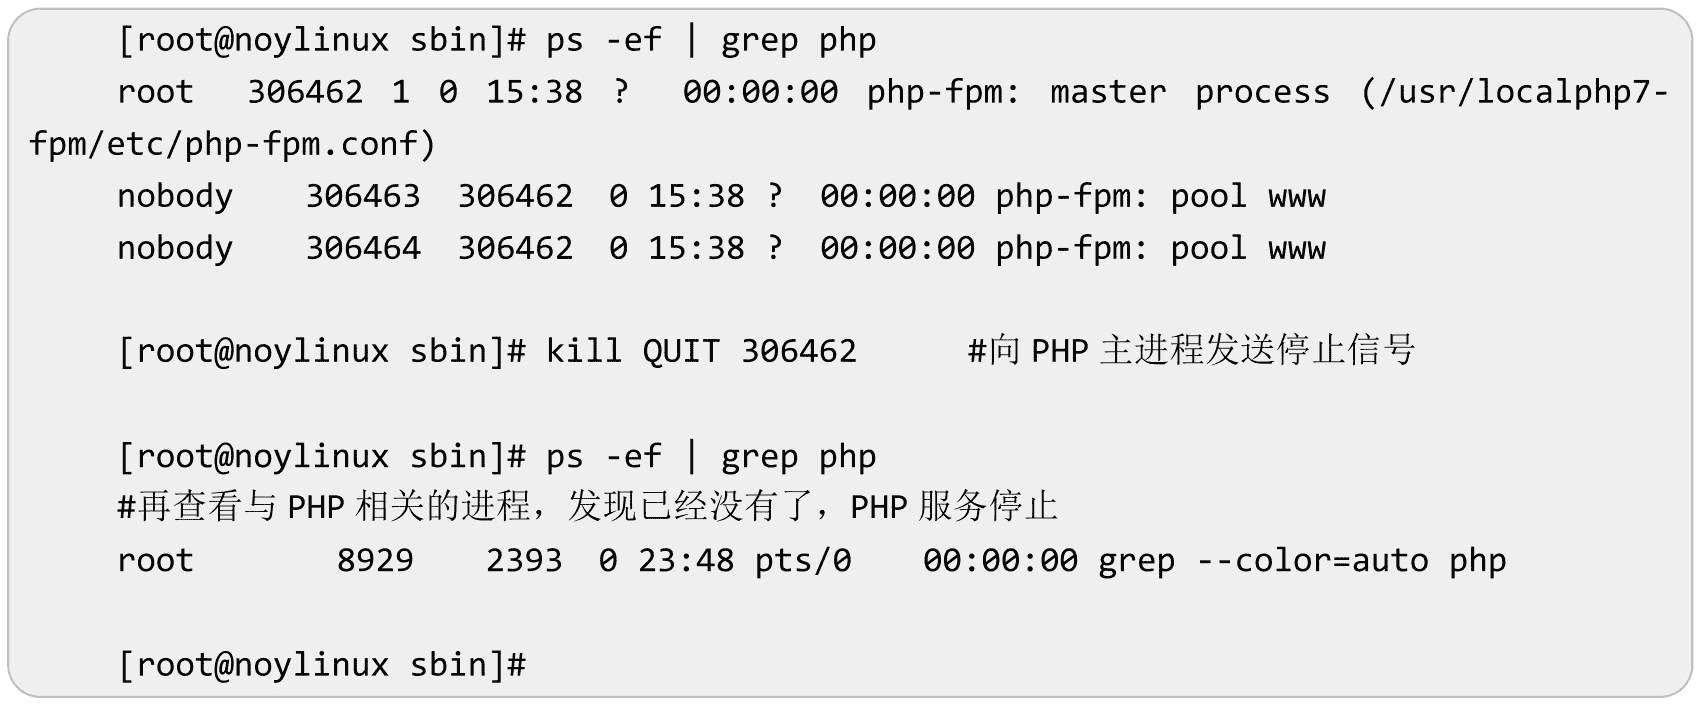 [root@noylinux sbin]# ps -ef | grep php
root 306462 1 0 15:38 ? 00:00:00 php-fpm: master process (/usr/localphp7-
fpm/etc/php-fpm.conf)
nobody 306463 306462 0 15:38 ? 00:00:00 php-fpm: pool www
nobody 306464 306462 0 15:38 ? 00:00:00 php-fpm: pool www
[root@noylinux sbin]# kill QUIT 306462 #向 PHP 主进程发送停止信号
[root@noylinux sbin]# ps -ef | grep php
#再查看与 PHP 相关的进程，发现已经没有了，PHP 服务停止
root 8929 2393 0 23:48 pts/0 00:00:00 grep --color=auto php
[root@noylinux sbin]#